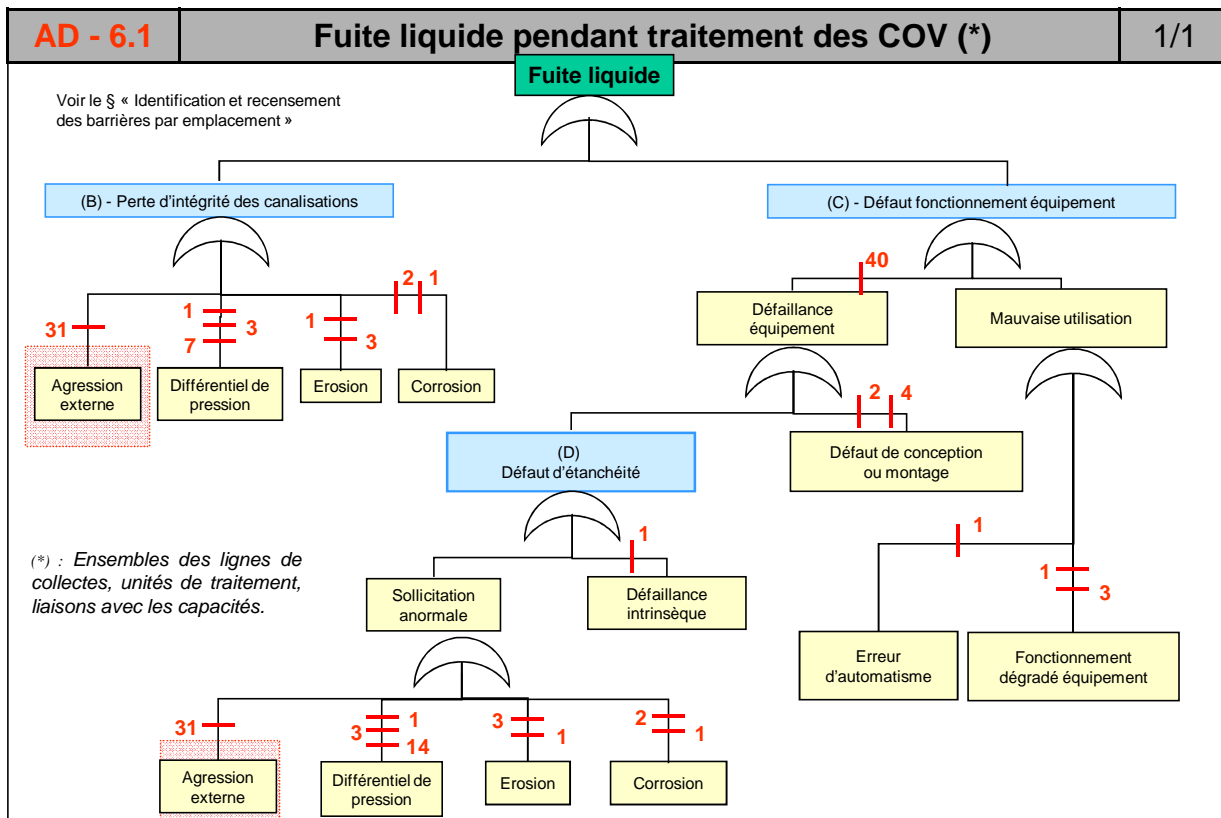 AD - 6.1
Fuite liquide pendant traitement des COV (*)
1/1
Fuite liquide
Voir le § « Identification et recensement
des barrières par emplacement »
(B) - Perte d'intégrité des canalisations
(C) - Défaut fonctionnement équipement
40
2 1
31
1
3
7
1
3
Défaillance
équipement
Mauvaise utilisation
Agression
externe
Différentiel de
pression
Erosion
Corrosion
2 4
(D)
Défaut d'étanchéité
Défaut de conception
ou montage
1
1
(*) : Ensembles des lignes de
collectes, unités de traitement,
liaisons avec les capacités.
Sollicitation
anormale
Défaillance
intrinsèque
1
3
Erreur
d'automatisme
Fonctionnement
dégradé équipement
31
1
3
14
3
1
2
1
Agression
externe
Différentiel de
pression
Erosion
Corrosion